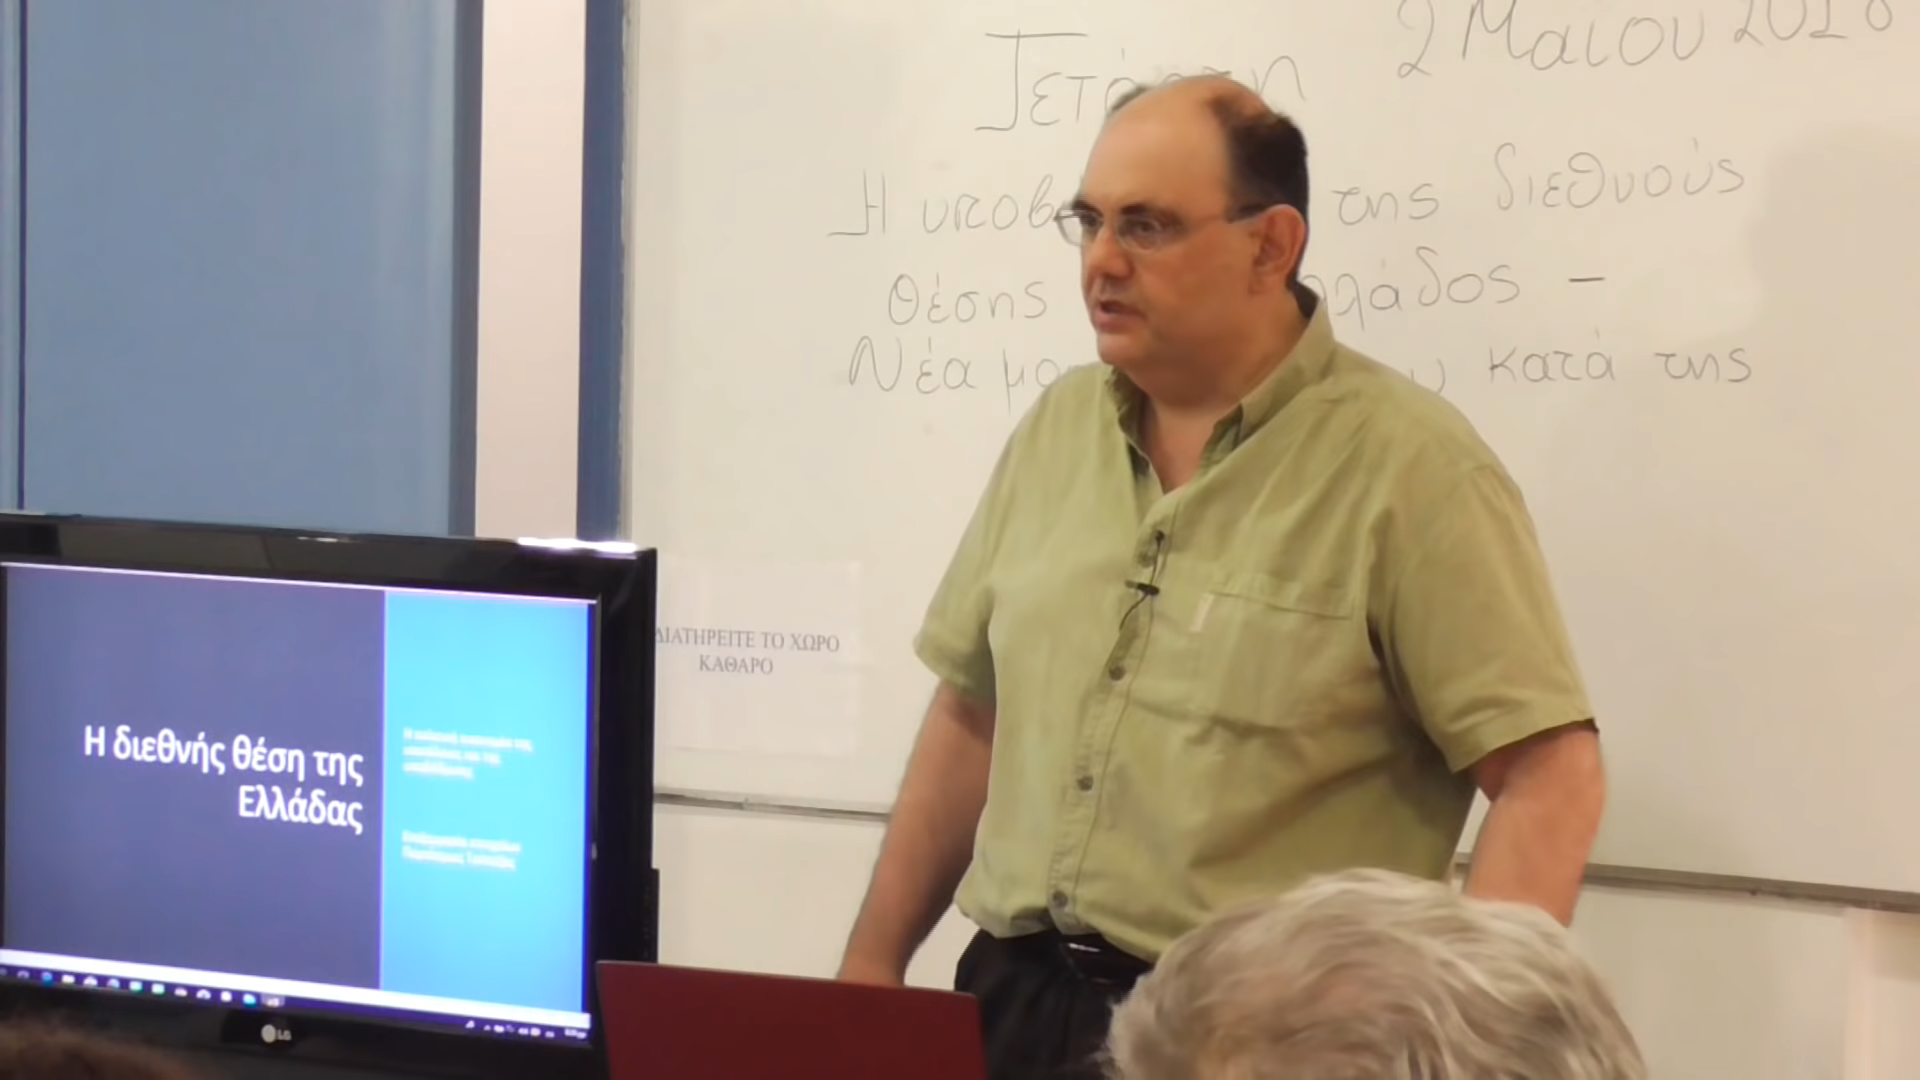 Τετάρτη 2 Μαΐου 2018
Η υποβ της διεθνούς
θέσης λλάδος –
Νέα μο υ κατά της
ΔΙΑΤΗΡΕΙΤΕ ΤΟ ΧΩΡΟ
ΚΑΘΑΡΟ
Η διεθνής θέση της
Ελλάδας
LG